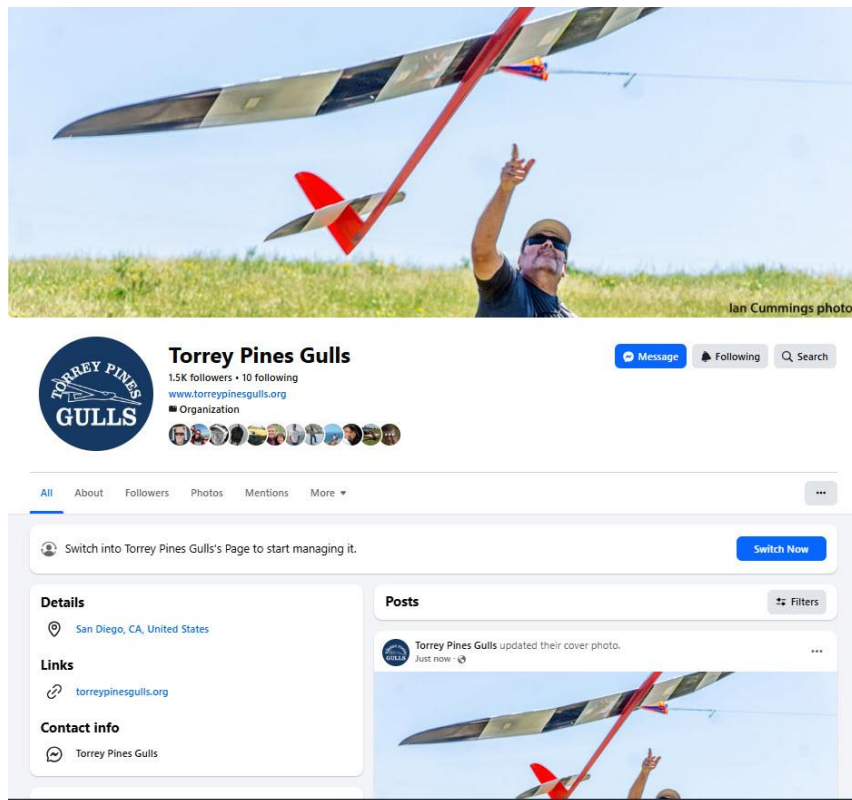 Ian Cummings photo
TORREY PINES
GULLS
Torrey Pines Gulls
1.5K followers • 10 following
www.torreypinesgulls.org
Organization
Message
Following
Search
All
About
Followers
Photos
Mentions
More
Switch into Torrey Pines Gulls's Page to start managing it.
Switch Now
Details
San Diego, CA, United States
Links
torreypinesgulls.org
Contact info
Torrey Pines Gulls
Posts
Filters
GULLS
Torrey Pines Gulls updated their cover photo.
Just now ·